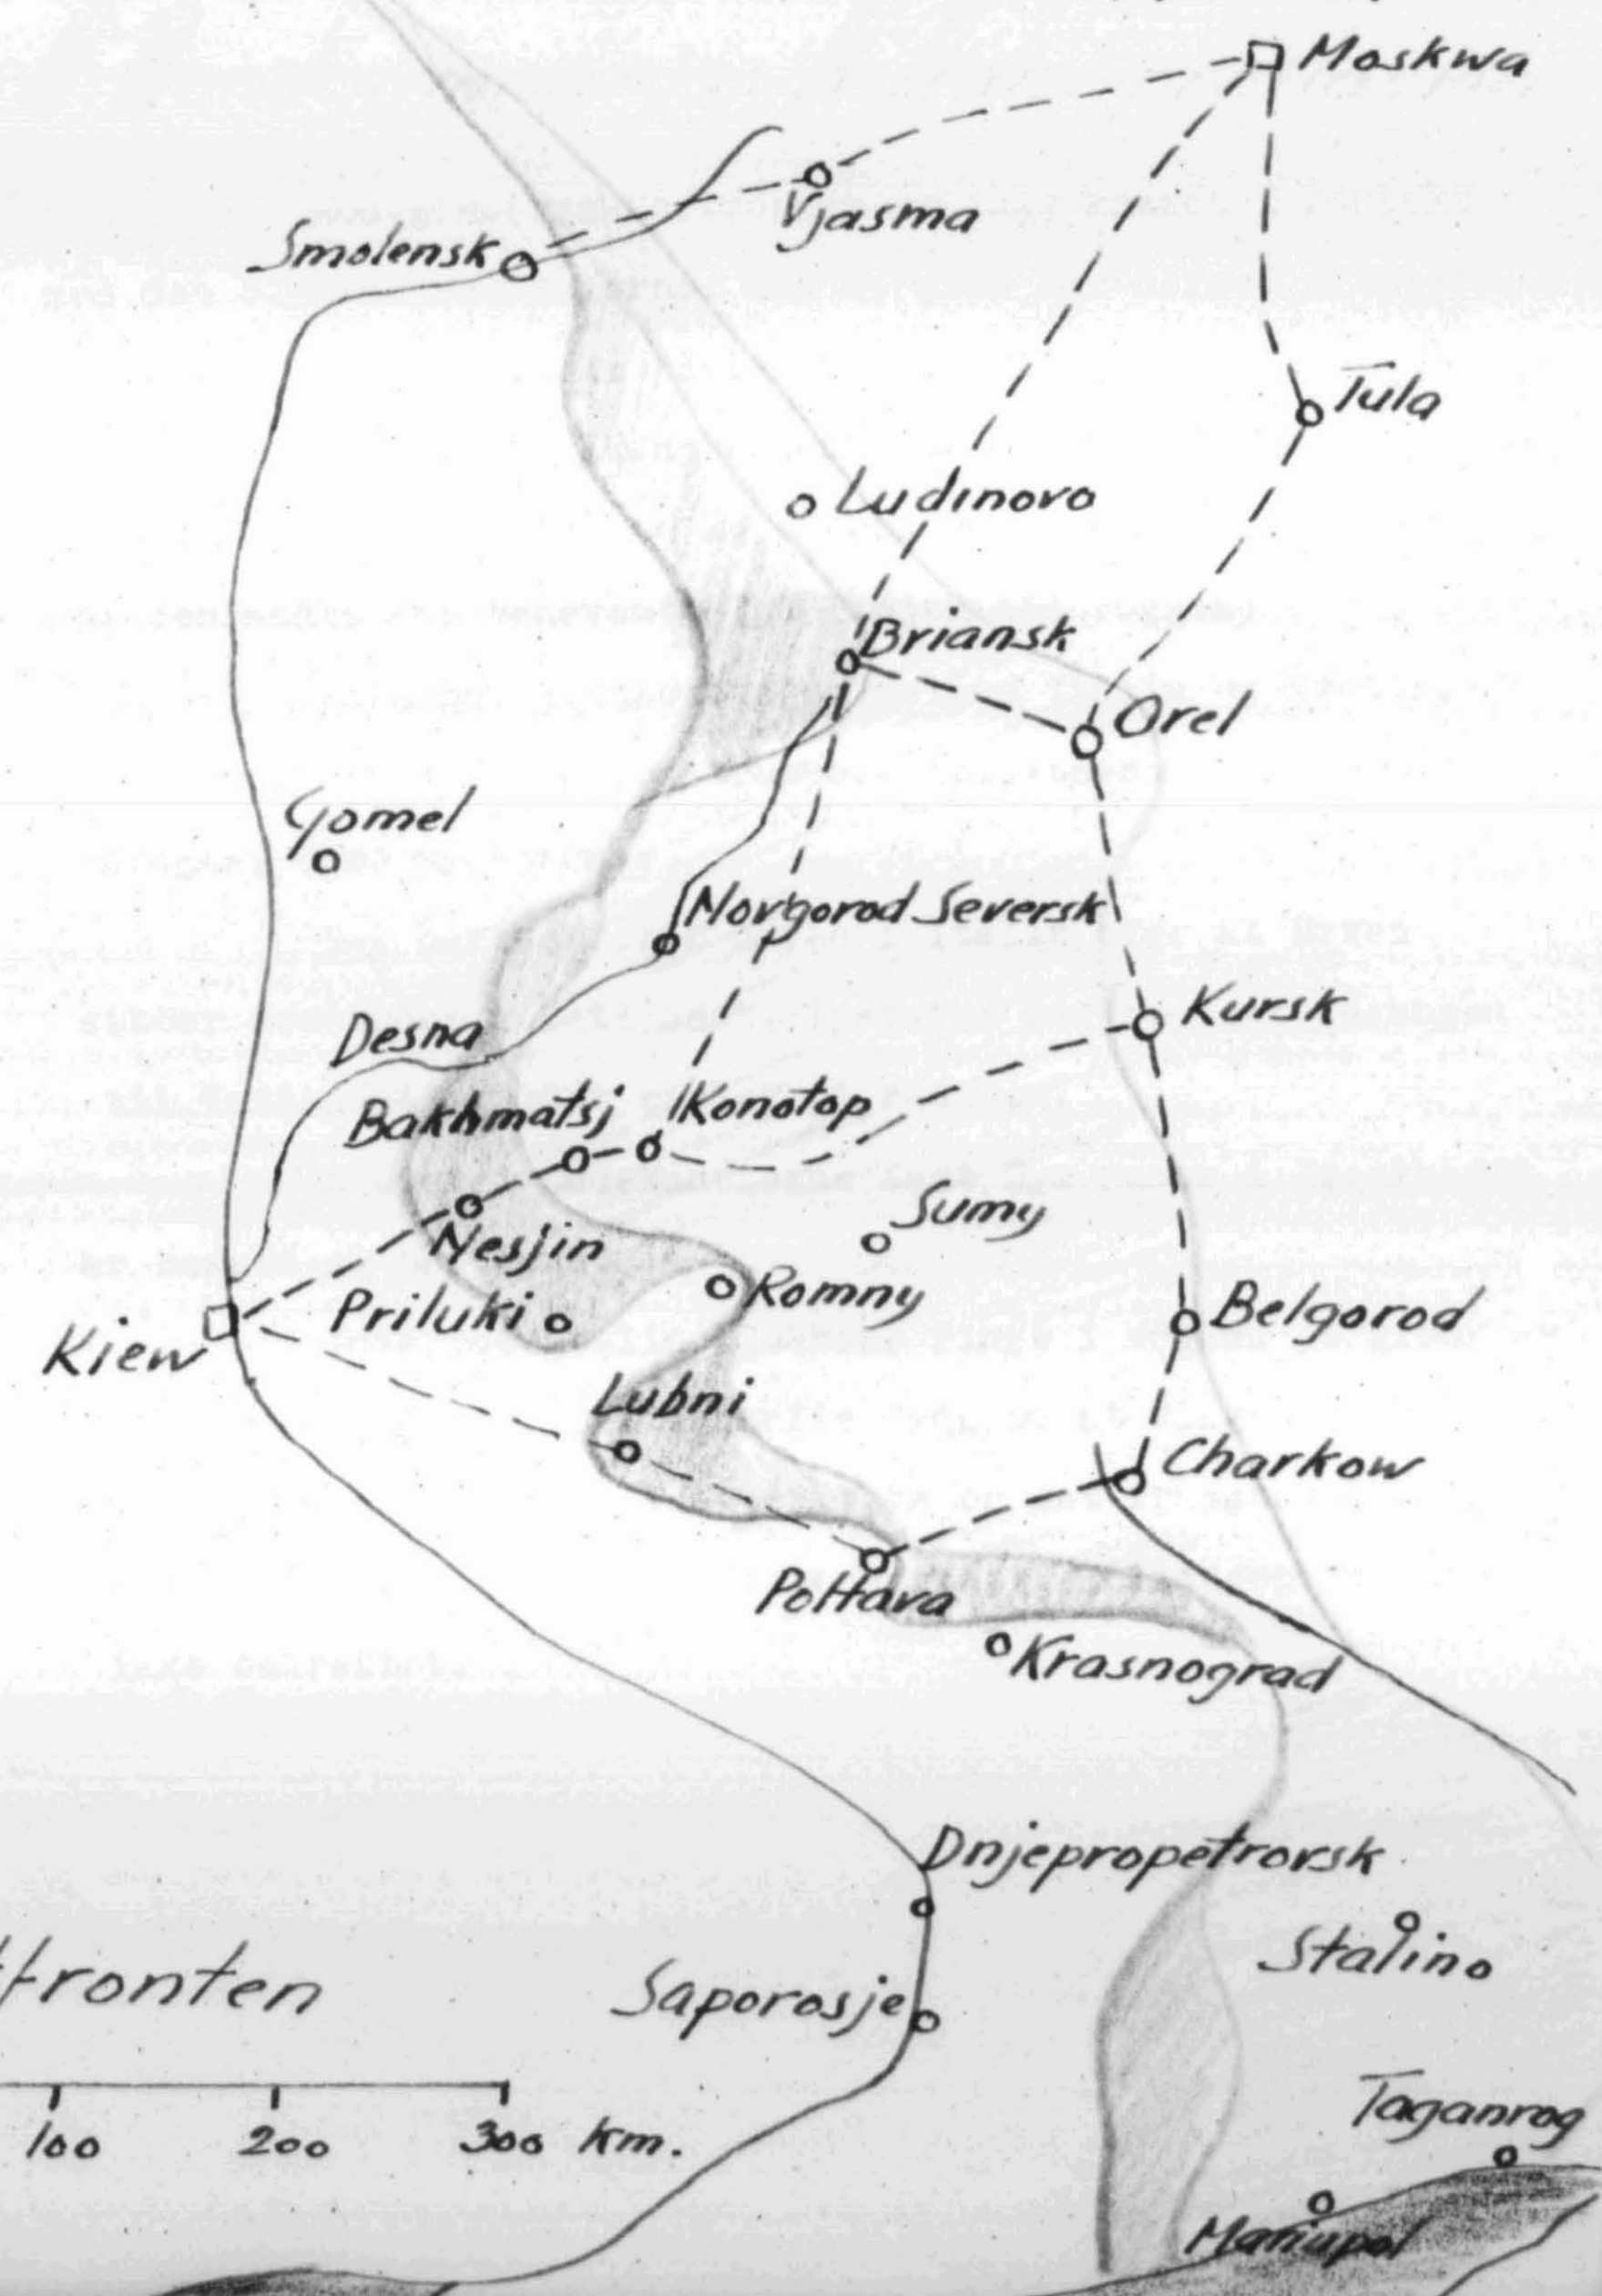 Moskwa
Vjasma
Smolensk
Tula
Ludinovo
Briansk
Orel
Gomel
Novgorod Seversk
Kursk
Desna
Bakhmatsj
Konotop
Sumy
Nesjin
Romny
Priluki
Belgorod
Kiew
Lubni
Charkow
Poltava
Krasnograd
Dnjepropetrovsk
Stalino
fronten
Saporosje
Taganrog
100 200 300 km.
Mariupol